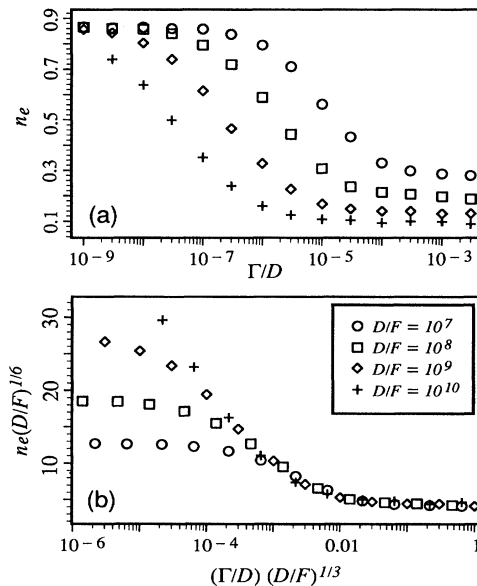 0.9
0.7
0.5
0.3
0.1
n_e
(a)
10^-9
10^-7
10^-5
10^-3
Γ/D
30
20
10
n_e(D/F)^1/6
D/F = 10^7
D/F = 10^8
D/F = 10^9
D/F = 10^10
(b)
10^-6
10^-4
0.01
1
(Γ/D) (D/F)^1/3